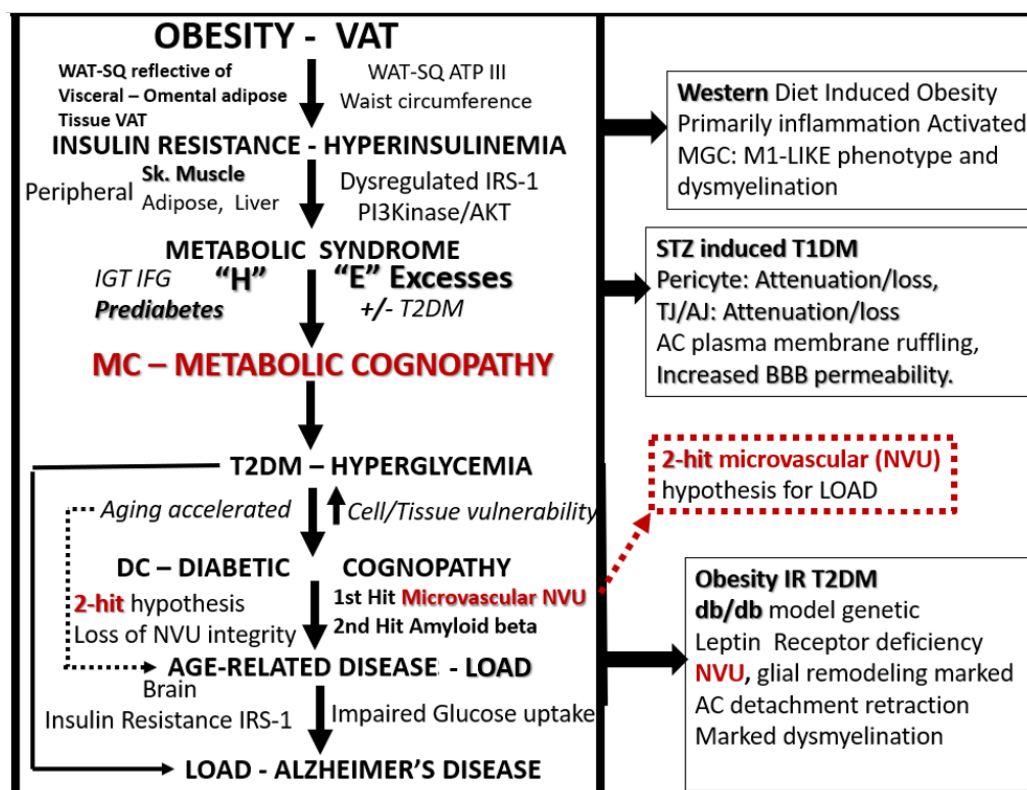 OBESITY - VAT
WAT-SQ reflective of
Visceral – Omental adipose
Tissue VAT
WAT-SQ ATP III
Waist circumference
INSULIN RESISTANCE - HYPERINSULINEMIA
Peripheral
Sk. Muscle
Adipose, Liver
Dysregulated IRS-1
PI3Kinase/AKT
METABOLIC SYNDROME
IGT IFG "H"
Prediabetes
"E" Excesses
+/- T2DM
MC – METABOLIC COGNOPATHY
T2DM – HYPERGLYCEMIA
Aging accelerated
Cell/Tissue vulnerability
DC – DIABETIC COGNOPATHY
2-hit hypothesis
Loss of NVU integrity
1st Hit Microvascular NVU
2nd Hit Amyloid beta
AGE-RELATED DISEASE - LOAD
Brain
Insulin Resistance IRS-1
Impaired Glucose uptake
LOAD - ALZHEIMER'S DISEASE
Western Diet Induced Obesity
Primarily inflammation Activated
MGC: M1-LIKE phenotype and
dysmyelination
STZ induced T1DM
Pericyte: Attenuation/loss,
TJ/AJ: Attenuation/loss
AC plasma membrane ruffling,
Increased BBB permeability.
2-hit microvascular (NVU)
hypothesis for LOAD
Obesity IR T2DM
db/db model genetic
Leptin Receptor deficiency
NVU, glial remodeling marked
AC detachment retraction
Marked dysmyelination